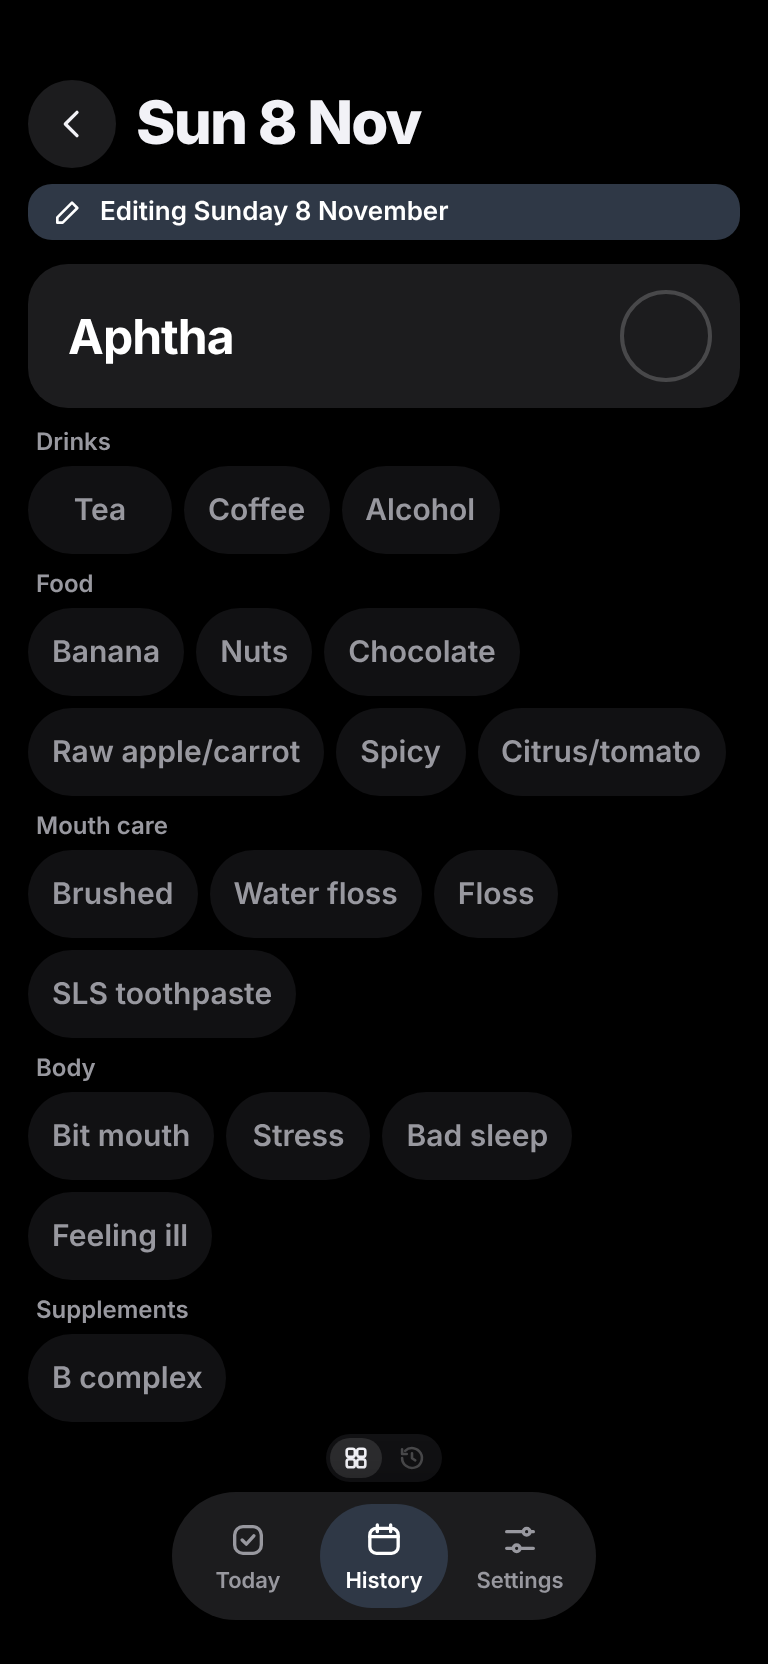 Sun 8 Nov
Editing Sunday 8 November
Aphtha
Drinks
Tea Coffee Alcohol
Food
Banana Nuts Chocolate
Raw apple/carrot Spicy Citrus/tomato
Mouth care
Brushed Water floss Floss
SLS toothpaste
Body
Bit mouth Stress Bad sleep
Feeling ill
Supplements
B complex
Today History Settings